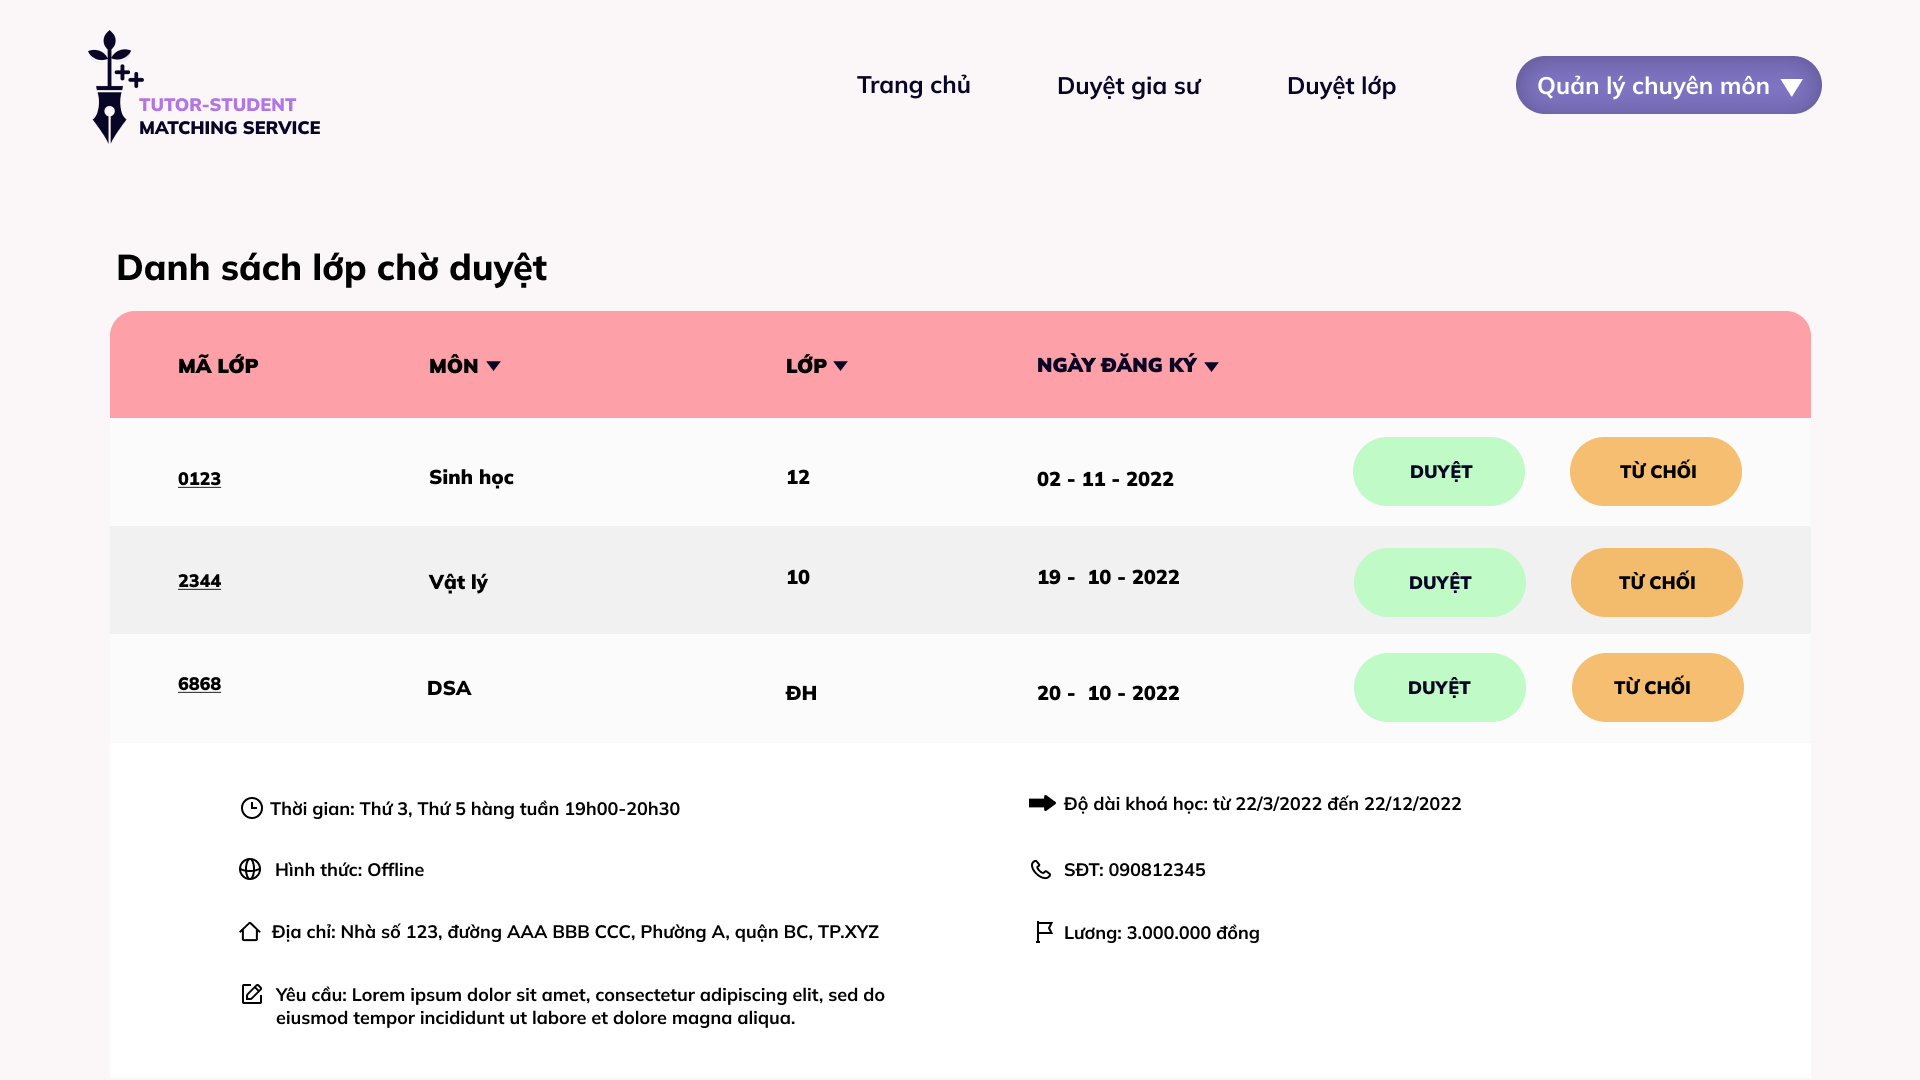 TUTOR-STUDENT
MATCHING SERVICE
Trang chủ
Duyệt gia sư
Duyệt lớp
Quản lý chuyên môn
Danh sách lớp chờ duyệt
MÃ LỚP
MÔN
LỚP
NGÀY ĐĂNG KÝ
0123
Sinh học
12
02 - 11 - 2022
DUYỆT
TỪ CHỐI
2344
Vật lý
10
19 - 10 - 2022
DUYỆT
TỪ CHỐI
6868
DSA
ĐH
20 - 10 - 2022
DUYỆT
TỪ CHỐI
Thời gian: Thứ 3, Thứ 5 hàng tuần 19h00-20h30
Độ dài khoá học: từ 22/3/2022 đến 22/12/2022
Hình thức: Offline
SĐT: 090812345
Địa chỉ: Nhà số 123, đường AAA BBB CCC, Phường A, quận BC, TP.XYZ
Lương: 3.000.000 đồng
Yêu cầu: Lorem ipsum dolor sit amet, consectetur adipiscing elit, sed do
eiusmod tempor incididunt ut labore et dolore magna aliqua.